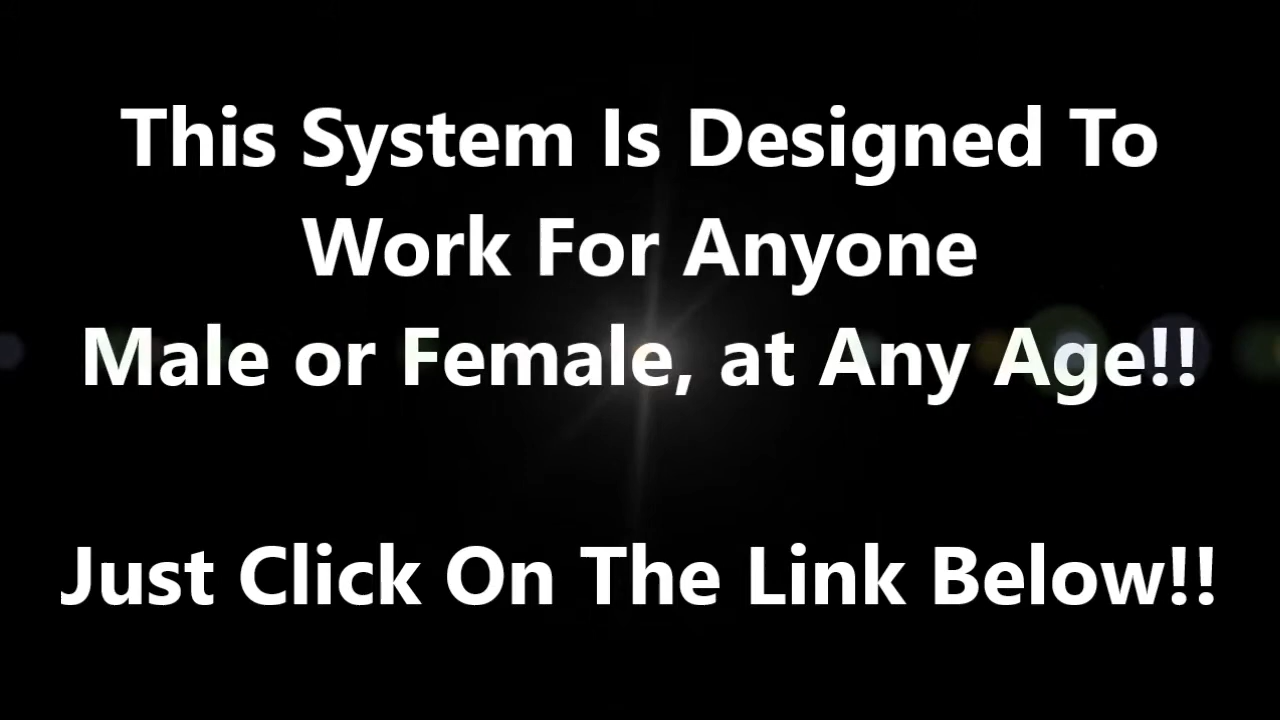 This System Is Designed To
Work For Anyone
Male or Female, at Any Age!!
Just Click On The Link Below!!